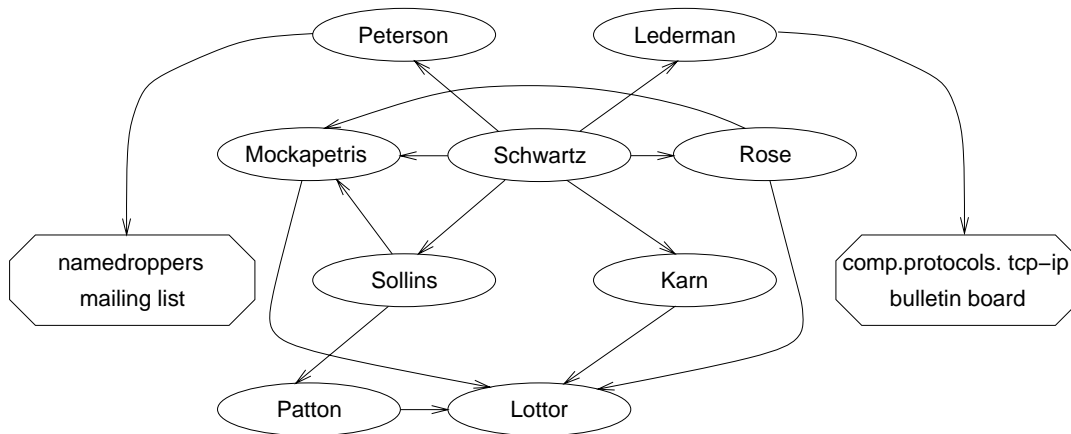 Peterson
Lederman
Mockapetris
Schwartz
Rose
namedroppers
mailing list
Sollins
Karn
comp.protocols. tcp−ip
bulletin board
Patton
Lottor